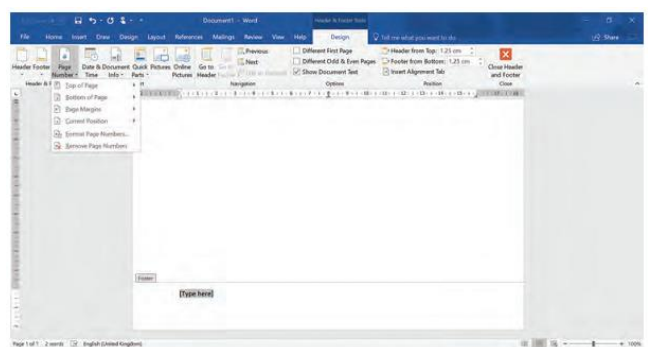 Document1 - Word
Header & Footer Tools
File Home Insert Draw Design Layout References Mailings Review View Help Design Tell me what you want to do Share
Header Footer Page Number Date & Time Document Info Quick Parts Pictures Online Pictures Go to Header
Previous
Next
Different First Page
Different Odd & Even Pages
Show Document Text
Header from Top: 1.25 cm
Footer from Bottom: 1.25 cm
Insert Alignment Tab
Close Header and Footer
Navigation Options Position Close
Top of Page
Bottom of Page
Page Margins
Current Position
Format Page Numbers...
Remove Page Numbers
Footer
[Type here]
Page 1 of 1 2 words English (United Kingdom) 100%